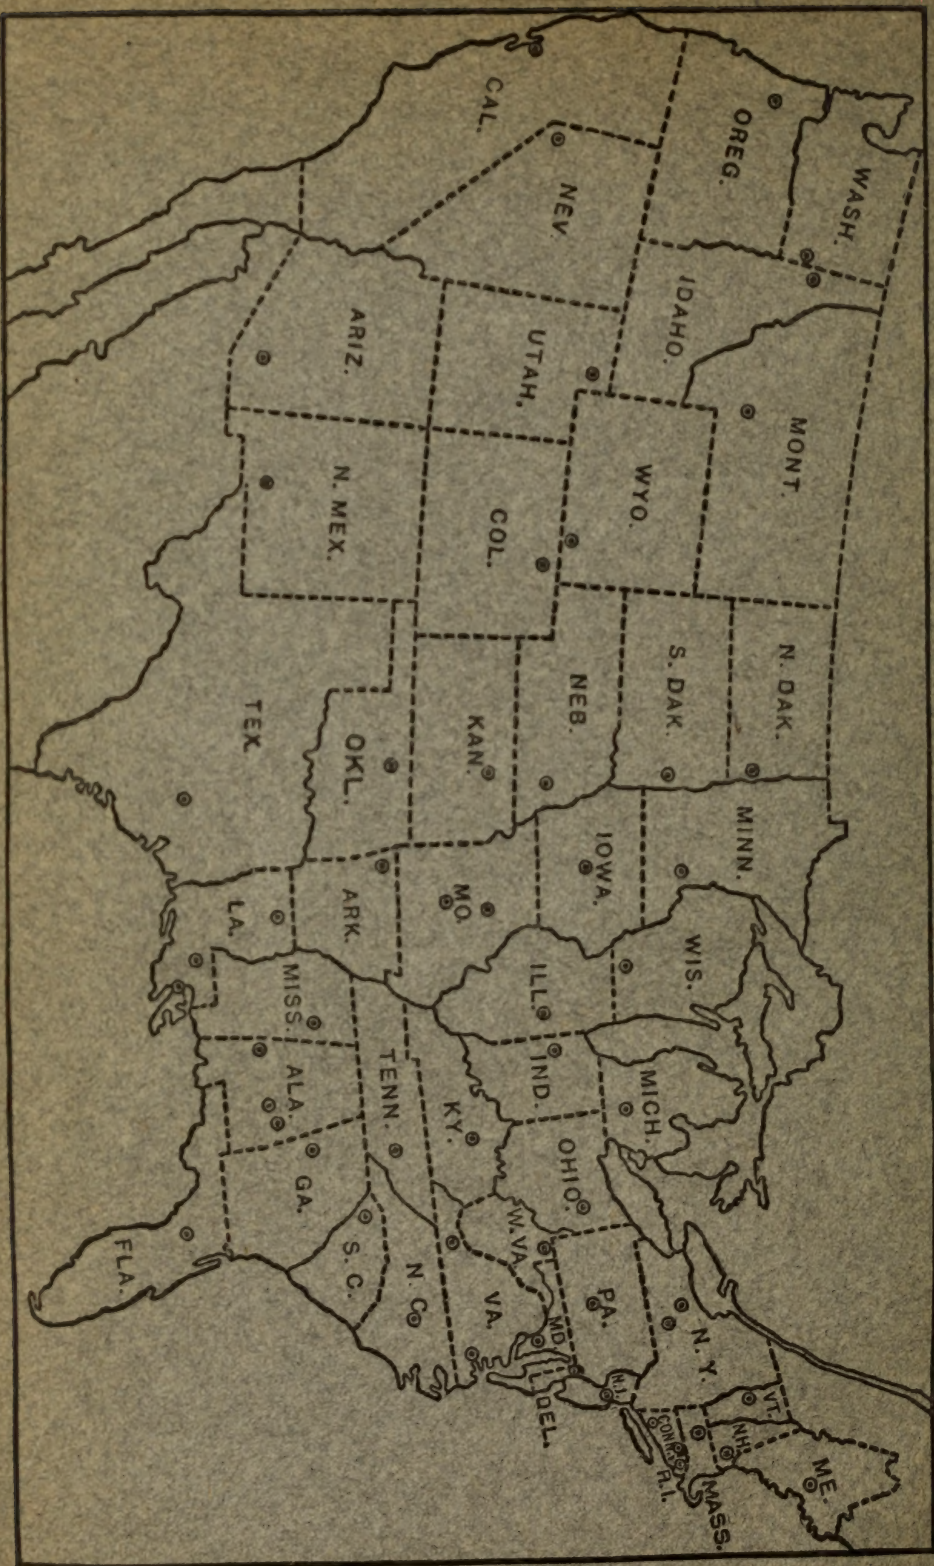 WASH.
OREG.
CAL.
NEV.
IDAHO.
MONT.
WYO.
UTAH,
COL.
ARIZ.
N. MEX.
N. DAK.
S. DAK.
NEB.
KAN.
OKL.
TEX.
MINN.
IOWA.
MO.
ARK.
LA.
WIS.
ILL.
MICH.
IND.
OHIO.
KY.
TENN.
MISS.
ALA.
GA.
FLA.
S. C.
N. C.
VA.
W. VA.
MD.
DEL.
PA.
N.J.
N. Y.
CONN.
R.I.
MASS.
VT.
N.H.
ME.